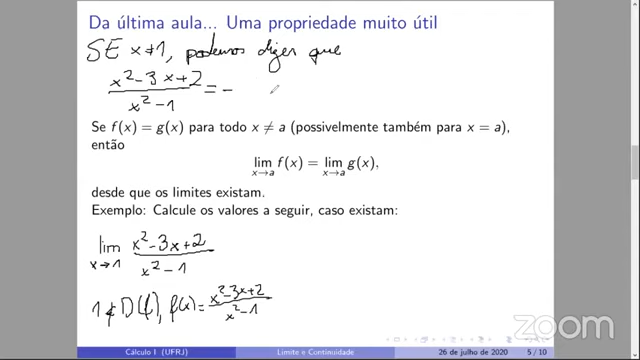 Da última aula... Uma propriedade muito útil
SE x≠1, podemos dizer que
x²-3x+2
/ x²-1 = -
Se f(x) = g(x) para todo x ≠ a (possivelmente também para x = a),
então
lim x→a f(x) = lim x→a g(x),
desde que os limites existam.
Exemplo: Calcule os valores a seguir, caso existam:
lim x→1 x²-3x+2 / x²-1
1 ∉ D(f), f(x) = x²-3x+2 / x²-1
zoom
Cálculo I (UFRJ) Limite e Continuidade 26 de julho de 2020 5 / 10